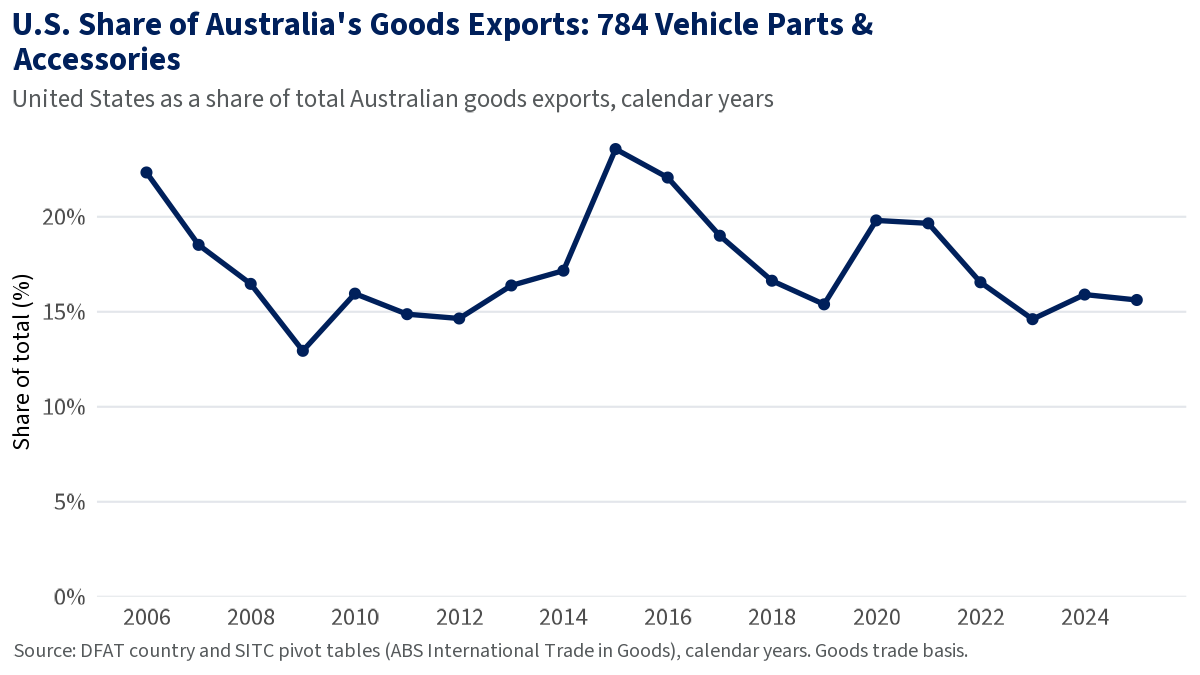 U.S. Share of Australia's Goods Exports: 784 Vehicle Parts &
Accessories
United States as a share of total Australian goods exports, calendar years
Share of total (%)
20%
15%
10%
5%
0%
2006 2008 2010 2012 2014 2016 2018 2020 2022 2024
Source: DFAT country and SITC pivot tables (ABS International Trade in Goods), calendar years. Goods trade basis.